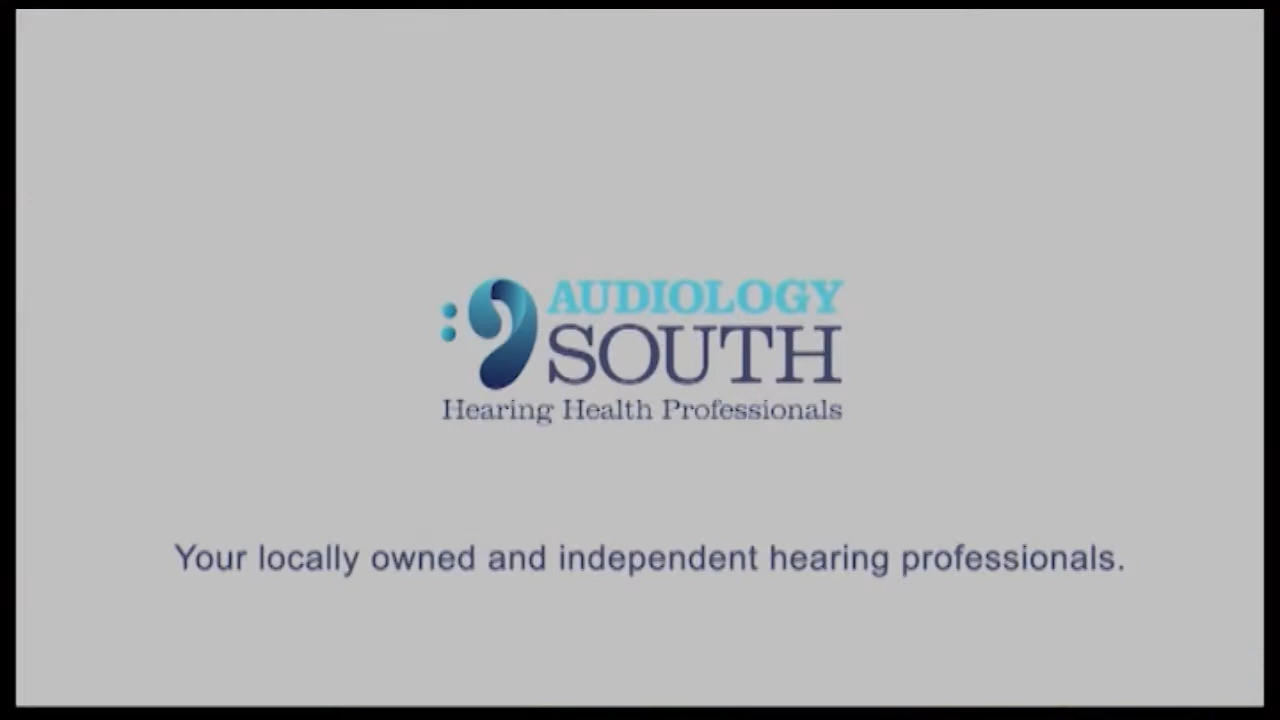 AUDIOLOGY
SOUTH
Hearing Health Professionals
Your locally owned and independent hearing professionals.